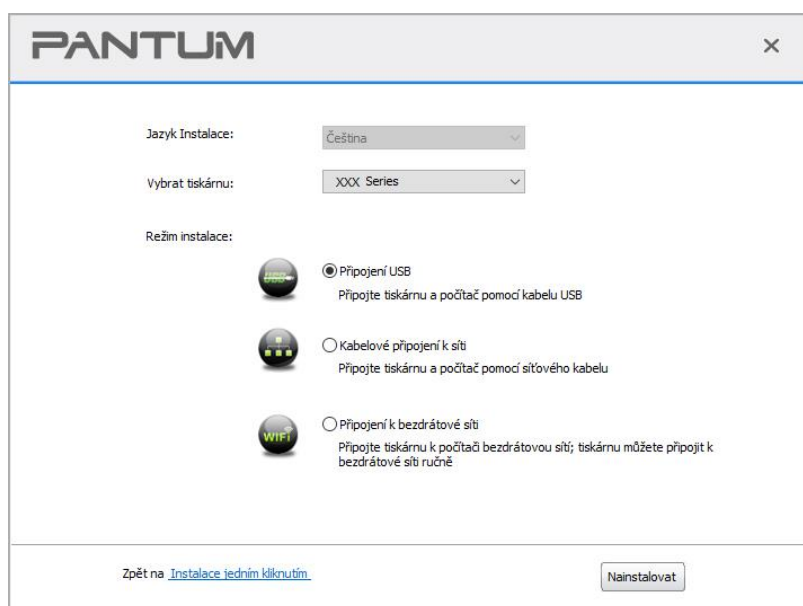 PANTUM
Jazyk Instalace:
Čeština
Vybrat tiskárnu:
XXX Series
Režim instalace:
USB
Připojení USB
Připojte tiskárnu a počítač pomocí kabelu USB
Kabelové připojení k síti
Připojte tiskárnu a počítač pomocí síťového kabelu
WiFi
Připojení k bezdrátové síti
Připojte tiskárnu k počítači bezdrátovou sítí; tiskárnu můžete připojit k
bezdrátové síti ručně
Zpět na Instalace jedním kliknutím
Nainstalovat